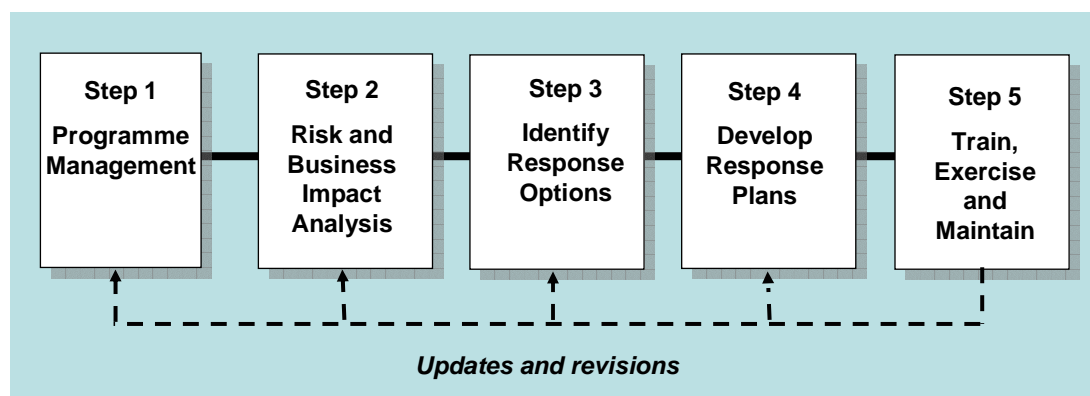 Step 1
Programme
Management
Step 2
Risk and
Business
Impact
Analysis
Step 3
Identify
Response
Options
Step 4
Develop
Response
Plans
Step 5
Train,
Exercise
and
Maintain
Updates and revisions